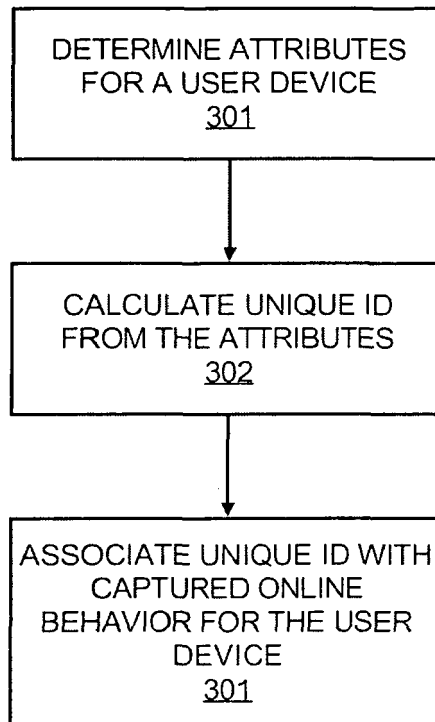 DETERMINE ATTRIBUTES
FOR A USER DEVICE
301
CALCULATE UNIQUE ID
FROM THE ATTRIBUTES
302
ASSOCIATE UNIQUE ID WITH
CAPTURED ONLINE
BEHAVIOR FOR THE USER
DEVICE
301